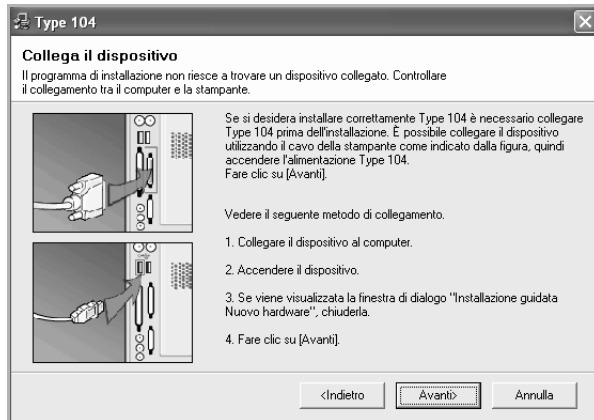 Type 104
Collega il dispositivo
Il programma di installazione non riesce a trovare un dispositivo collegato. Controllare
il collegamento tra il computer e la stampante.
Se si desidera installare correttamente Type 104 è necessario collegare
Type 104 prima dell'installazione. È possibile collegare il dispositivo
utilizzando il cavo della stampante come indicato dalla figura, quindi
accendere l'alimentazione Type 104.
Fare clic su [Avanti].
Vedere il seguente metodo di collegamento.
1. Collegare il dispositivo al computer.
2. Accendere il dispositivo.
3. Se viene visualizzata la finestra di dialogo "Installazione guidata
Nuovo hardware", chiuderla.
4. Fare clic su [Avanti].
<Indietro
Avanti>
Annulla